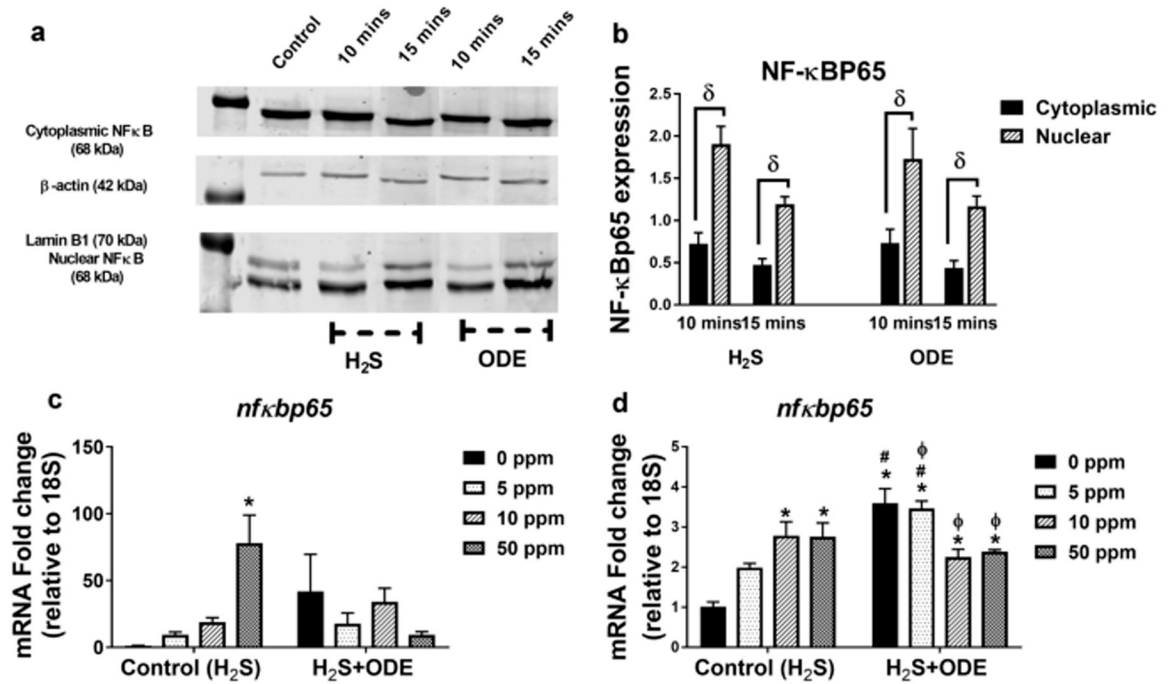 a
Control
10 mins
15 mins
10 mins
15 mins
Cytoplasmic NFκB
(68 kDa)
β-actin (42 kDa)
Lamin B1 (70 kDa)
Nuclear NFκB
(68 kDa)
H₂S
ODE
b
NF-κBP65
NF-κBp65 expression
2.5
2.0
1.5
1.0
0.5
0.0
δ
δ
δ
δ
Cytoplasmic
Nuclear
10 mins15 mins
10 mins15 mins
H₂S
ODE
c
nfκbp65
mRNA Fold change
(relative to 18S)
150
100
50
0
*
0 ppm
5 ppm
10 ppm
50 ppm
Control (H₂S)
H₂S+ODE
d
nfκbp65
mRNA Fold change
(relative to 18S)
5
4
3
2
1
0
*
*
#
*
ϕ
#
*
ϕ
*
ϕ
*
0 ppm
5 ppm
10 ppm
50 ppm
Control (H₂S)
H₂S+ODE